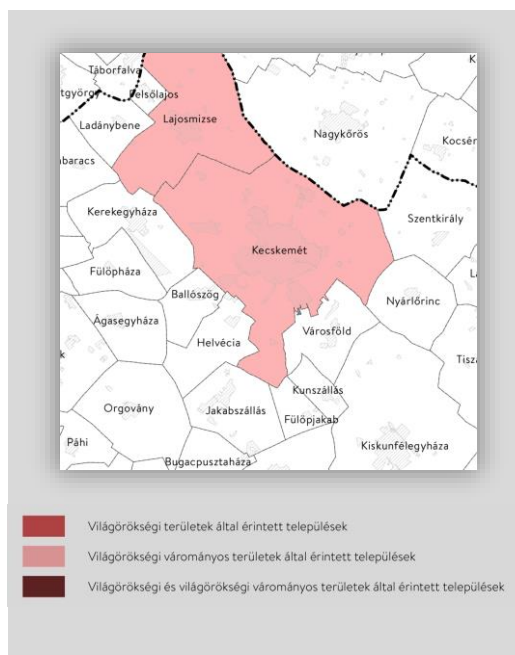 Táborfalva
Felsőlajos
Lajosmizse
Ladánybene
Nagykőrös
Kocsér
Kerekegyháza
Szentkirály
Kecskemét
Fülöpháza
Ballószög
Nyárlőrinc
Ágasegyháza
Városföld
Helvécia
Kunszállás
Orgovány
Jakabszállás
Fülöpjakab
Páhi
Kiskunfélegyháza
Bugacpusztaháza
Világörökségi területek által érintett települések
Világörökségi várományos területek által érintett települések
Világörökségi és világörökségi várományos területek által érintett települések